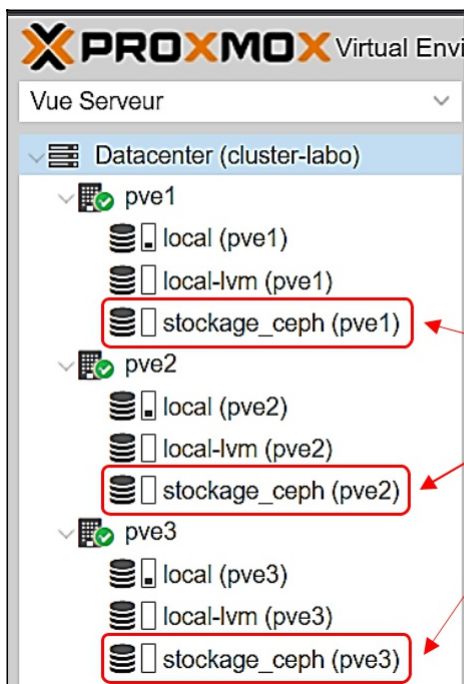 PROXMOX Virtual Envi
Vue Serveur
Datacenter (cluster-labo)
pve1
local (pve1)
local-lvm (pve1)
stockage_ceph (pve1)
pve2
local (pve2)
local-lvm (pve2)
stockage_ceph (pve2)
pve3
local (pve3)
local-lvm (pve3)
stockage_ceph (pve3)